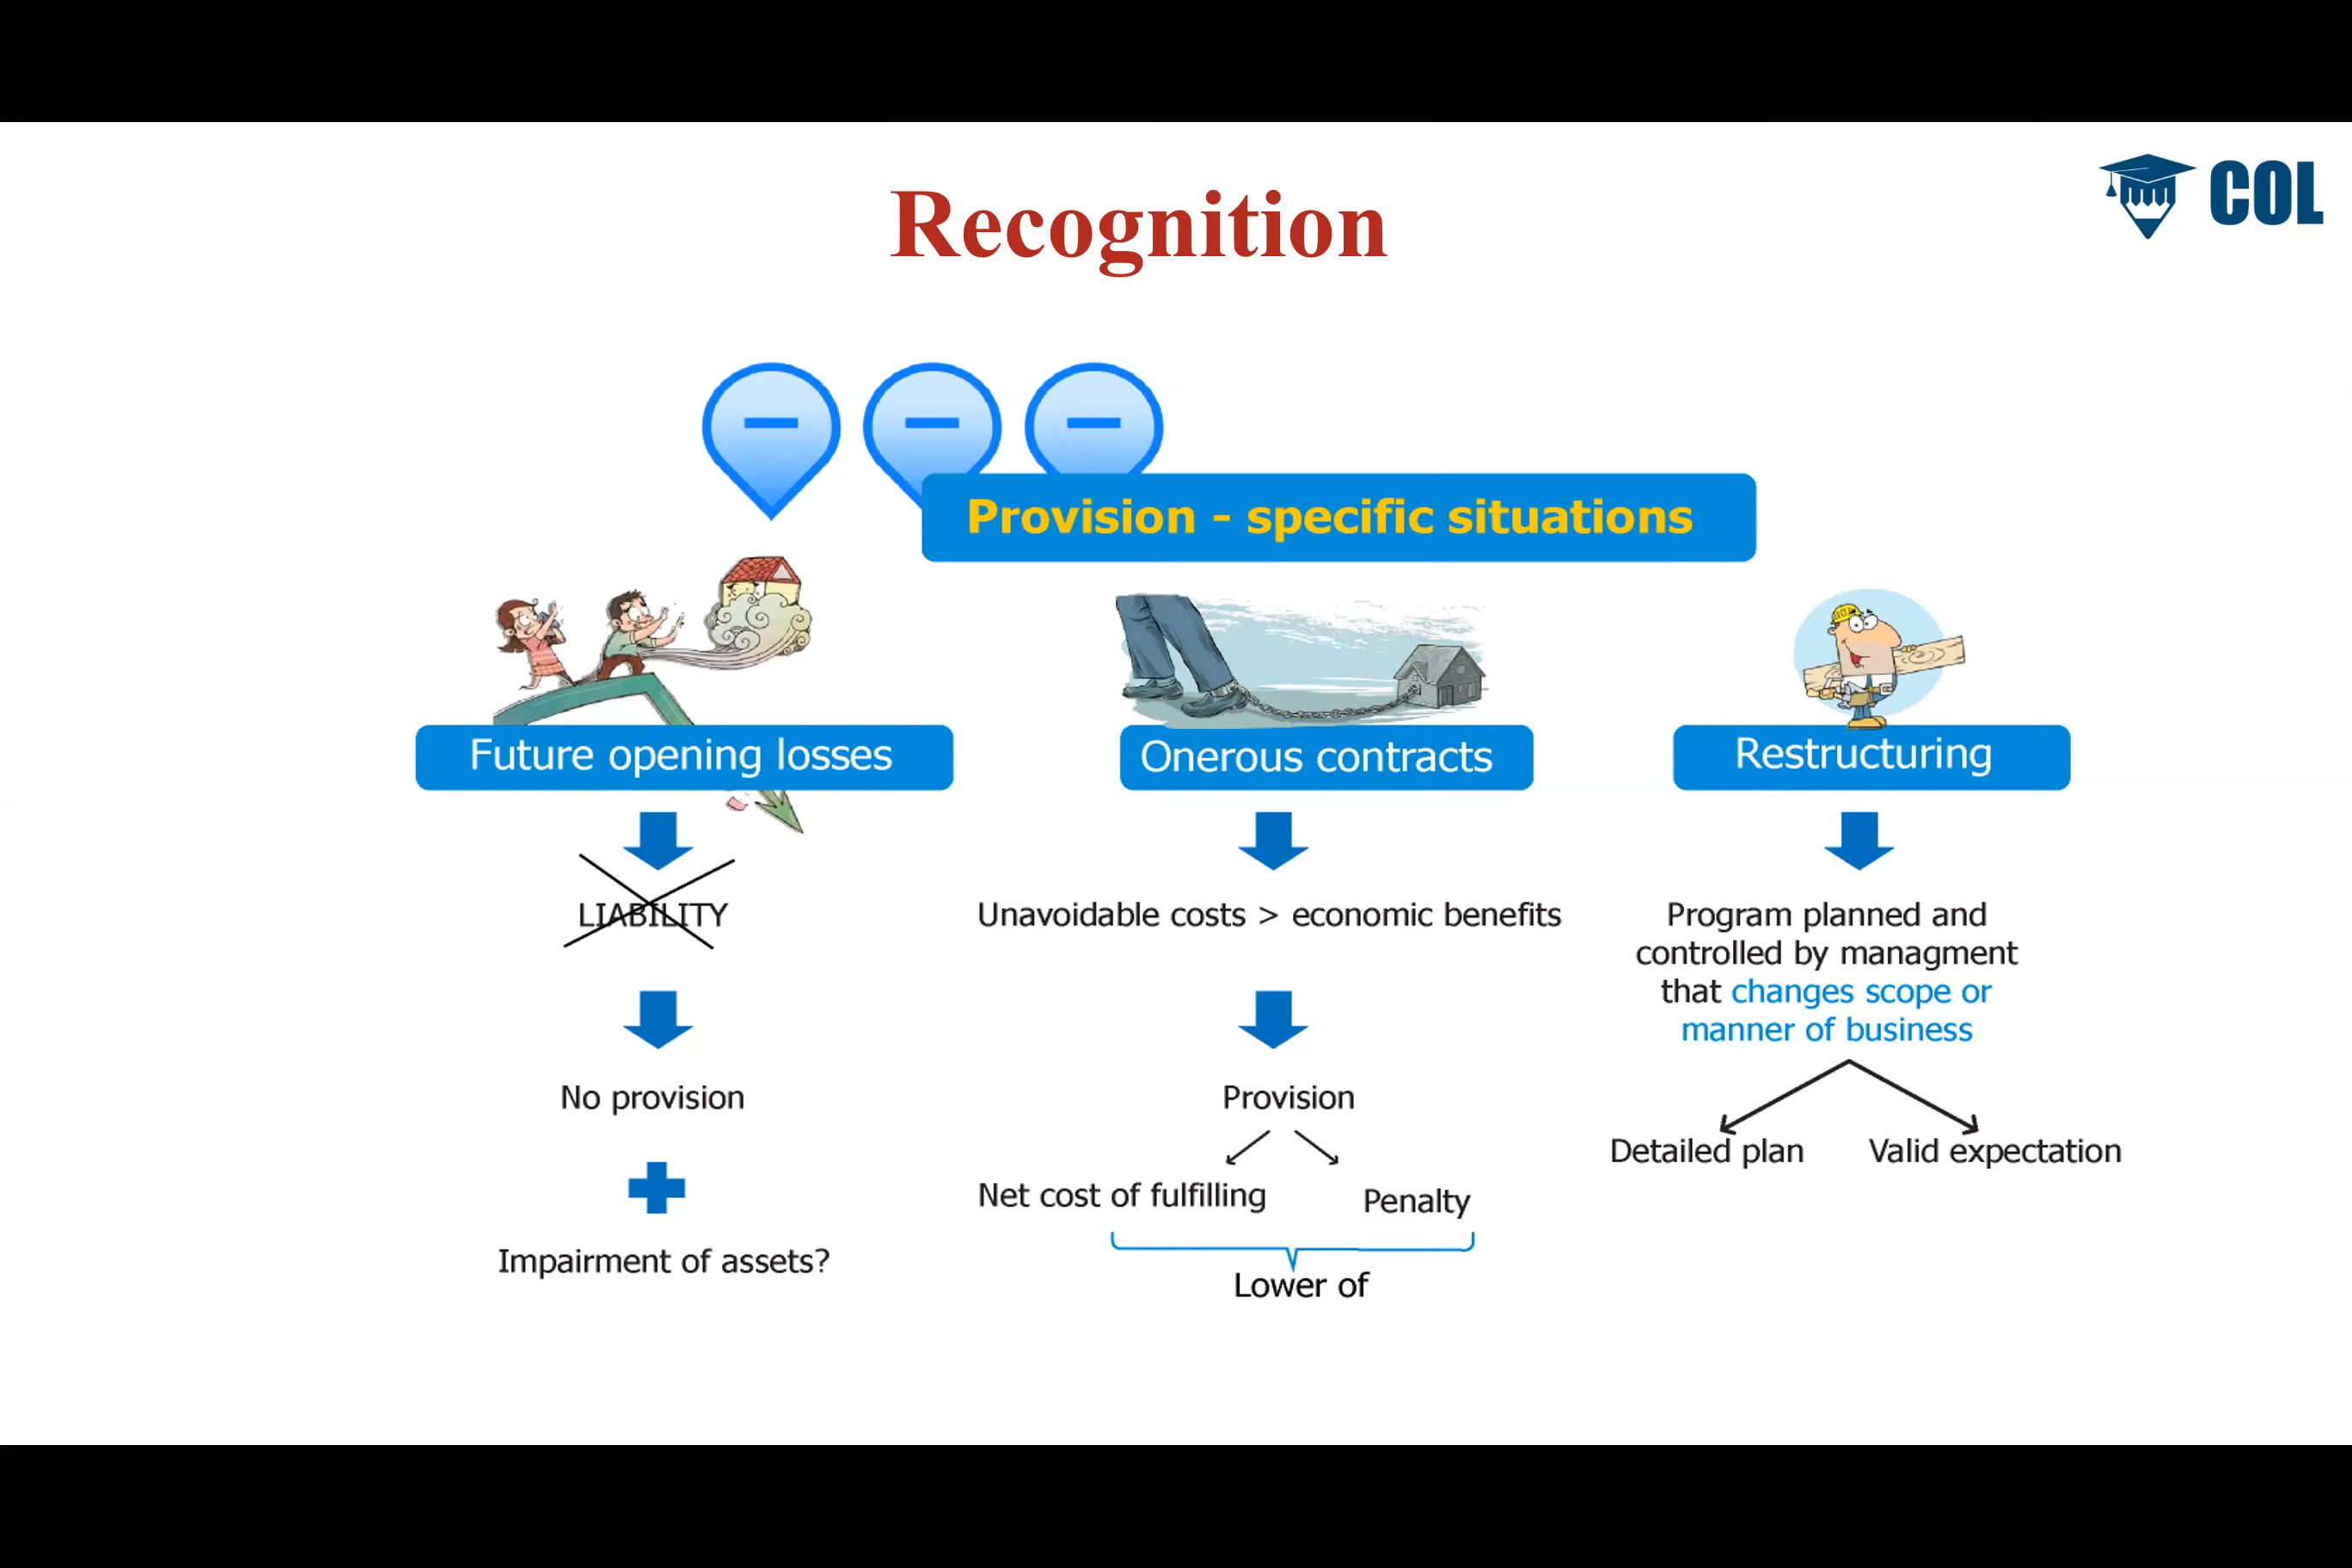 COL
Recognition
Provision - specific situations
Future opening losses
LIABILITY
No provision
Impairment of assets?
Onerous contracts
Unavoidable costs > economic benefits
Provision
Net cost of fulfilling
Penalty
Lower of
Restructuring
Program planned and
controlled by managment
that changes scope or
manner of business
Detailed plan
Valid expectation